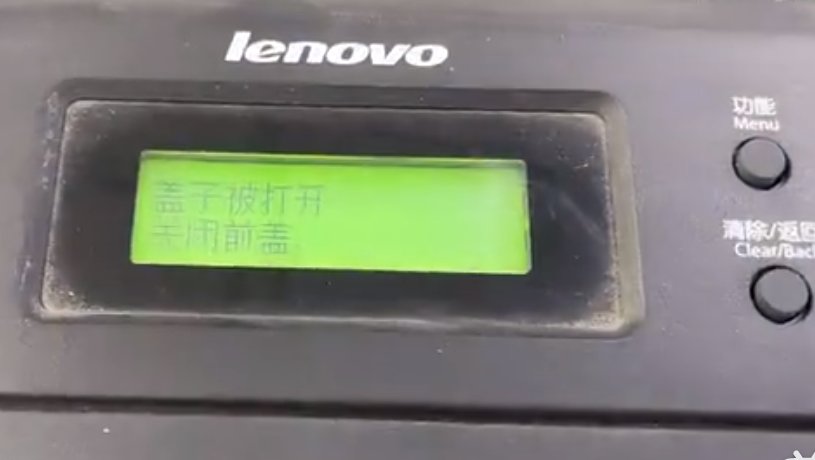 lenovo
盖子被打开
关闭前盖
功能
Menu
清除/返回
Clear/Back